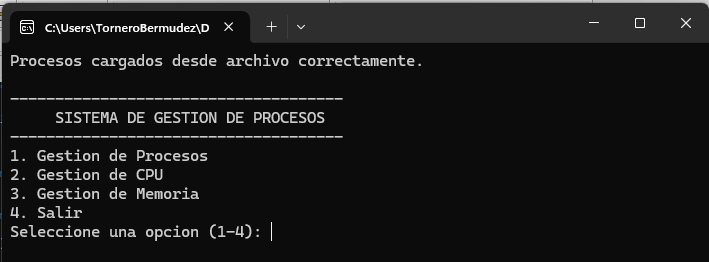 C:\Users\TorneroBermudez\D
Procesos cargados desde archivo correctamente.
-------------------------------------
SISTEMA DE GESTION DE PROCESOS
-------------------------------------
1. Gestion de Procesos
2. Gestion de CPU
3. Gestion de Memoria
4. Salir
Seleccione una opcion (1-4):